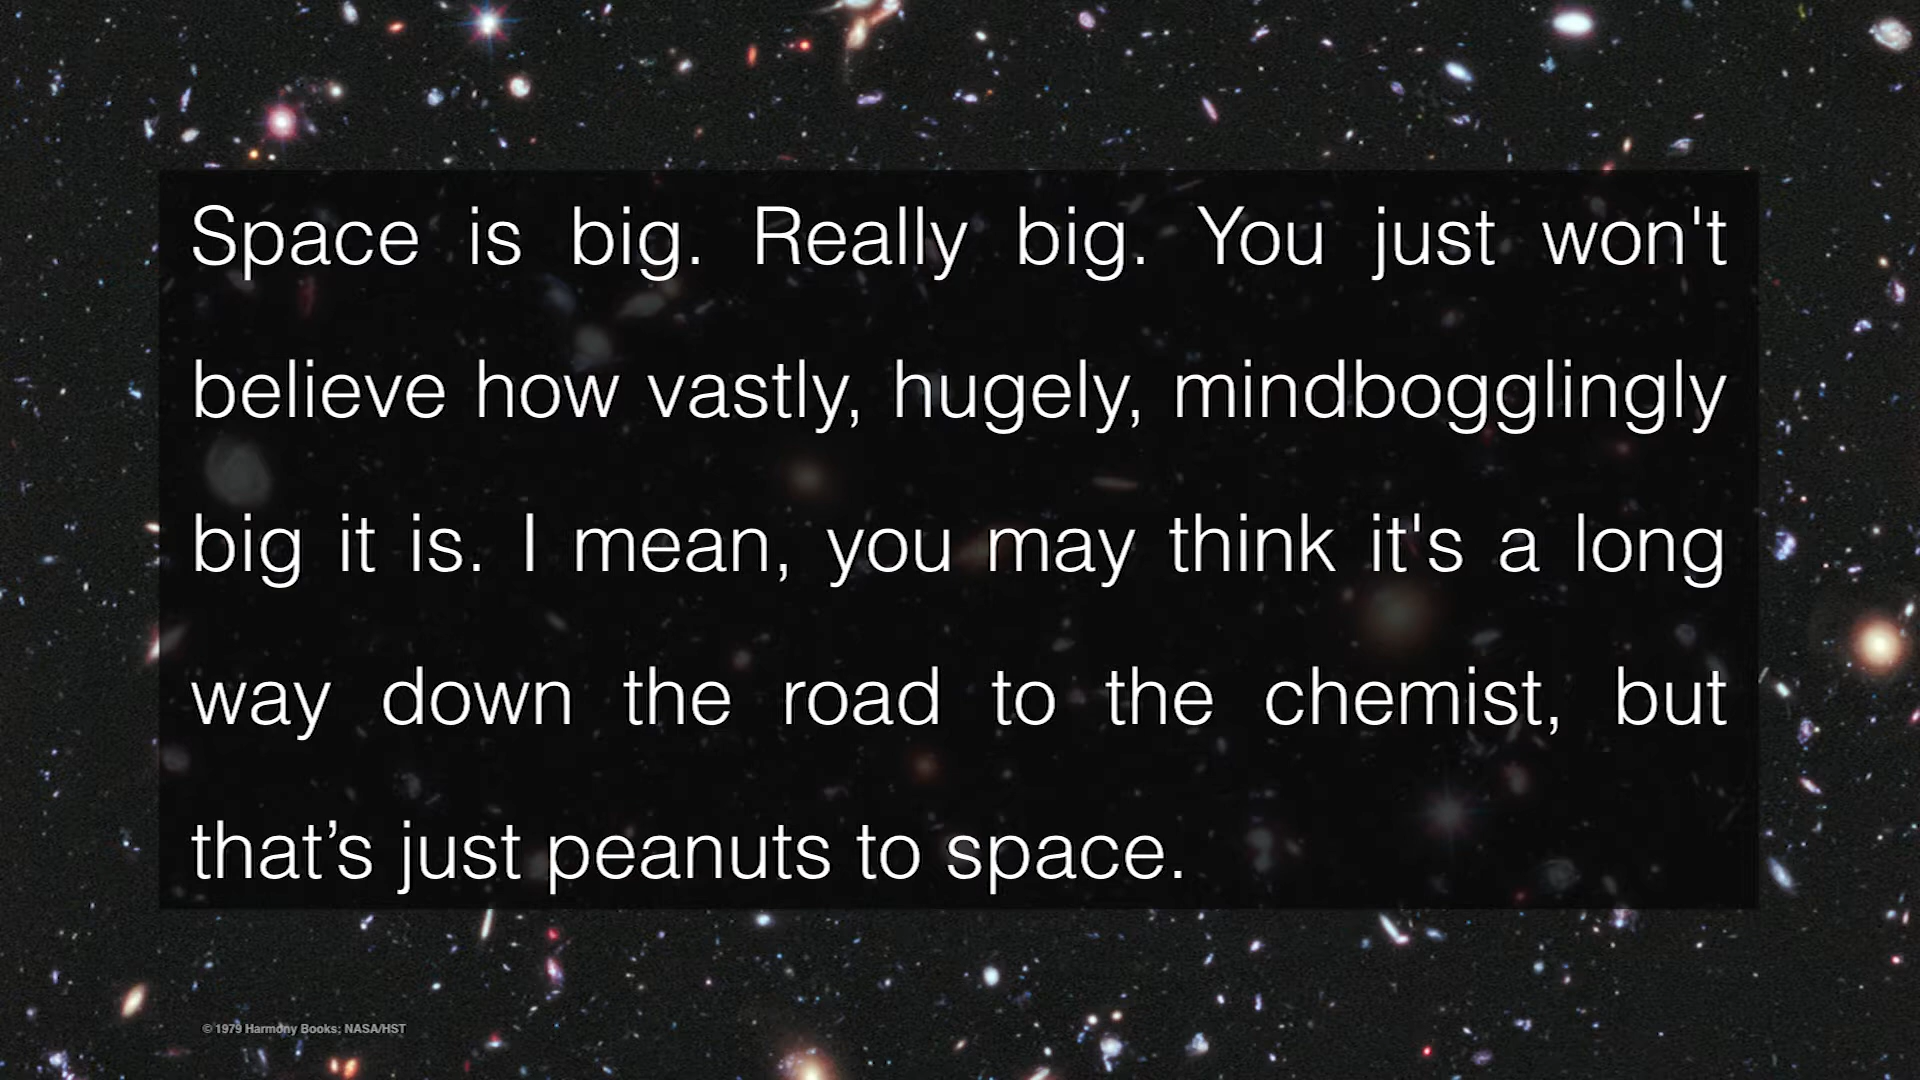 Space is big. Really big. You just won't
believe how vastly, hugely, mindbogglingly
big it is. I mean, you may think it's a long
way down the road to the chemist, but
that’s just peanuts to space.
© 1979 Harmony Books; NASA/HST